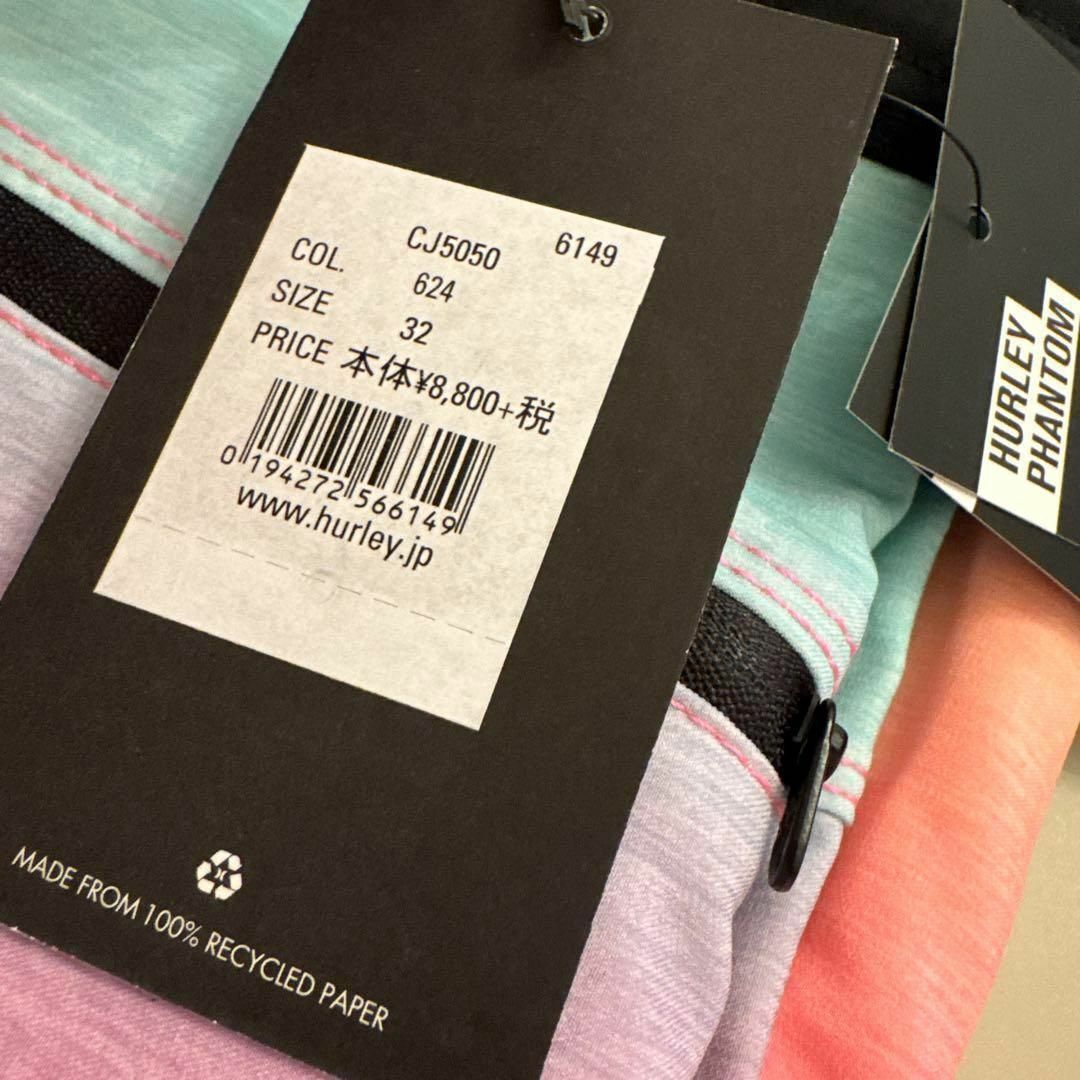 CJ5050 6149
COL. 624
SIZE 32
PRICE 本体¥8,800+税
0 194272 566149
www.hurley.jp
MADE FROM 100% RECYCLED PAPER
HURLEY
PHANTOM